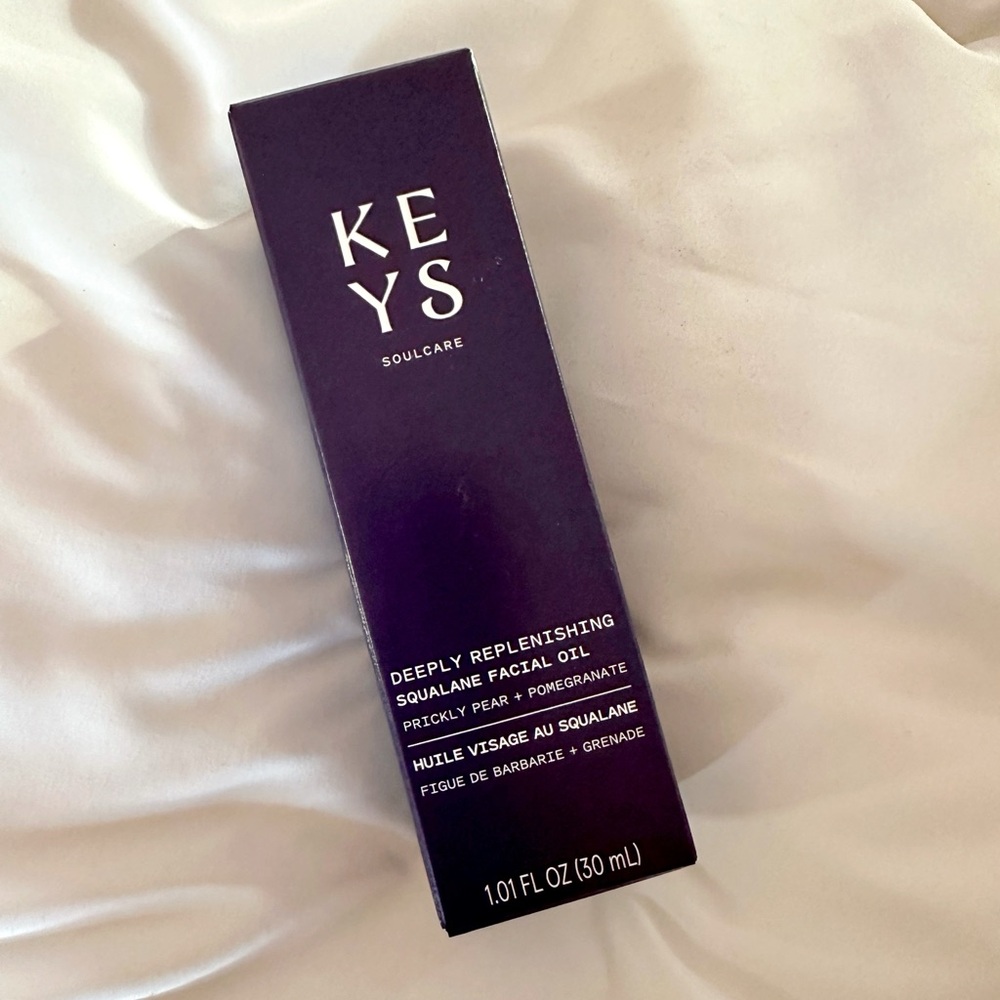 KE
YS
SOULCARE
DEEPLY REPLENISHING
SQUALANE FACIAL OIL
PRICKLY PEAR + POMEGRANATE
HUILE VISAGE AU SQUALANE
FIGUE DE BARBARIE + GRENADE
1.01 FL OZ (30 mL)